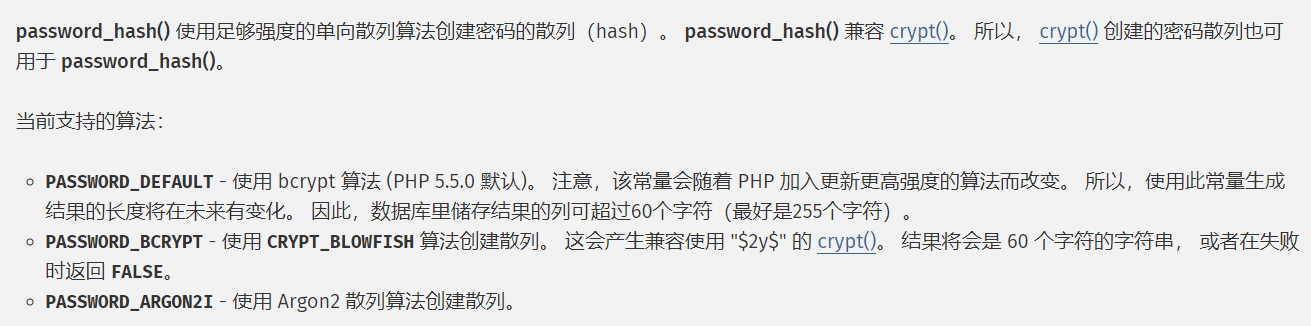 password_hash() 使用足够强度的单向散列算法创建密码的散列（hash）。 password_hash() 兼容 crypt()。 所以， crypt() 创建的密码散列也可
用于 password_hash()。
当前支持的算法：
◦ PASSWORD_DEFAULT - 使用 bcrypt 算法 (PHP 5.5.0 默认)。 注意，该常量会随着 PHP 加入更新更高强度的算法而改变。 所以，使用此常量生成
结果的长度将在未来有变化。 因此，数据库里储存结果的列可超过60个字符（最好是255个字符）。
◦ PASSWORD_BCRYPT - 使用 CRYPT_BLOWFISH 算法创建散列。 这会产生兼容使用 "$2y$" 的 crypt()。 结果将会是 60 个字符的字符串， 或者在失败
时返回 FALSE。
◦ PASSWORD_ARGON2I - 使用 Argon2 散列算法创建散列。